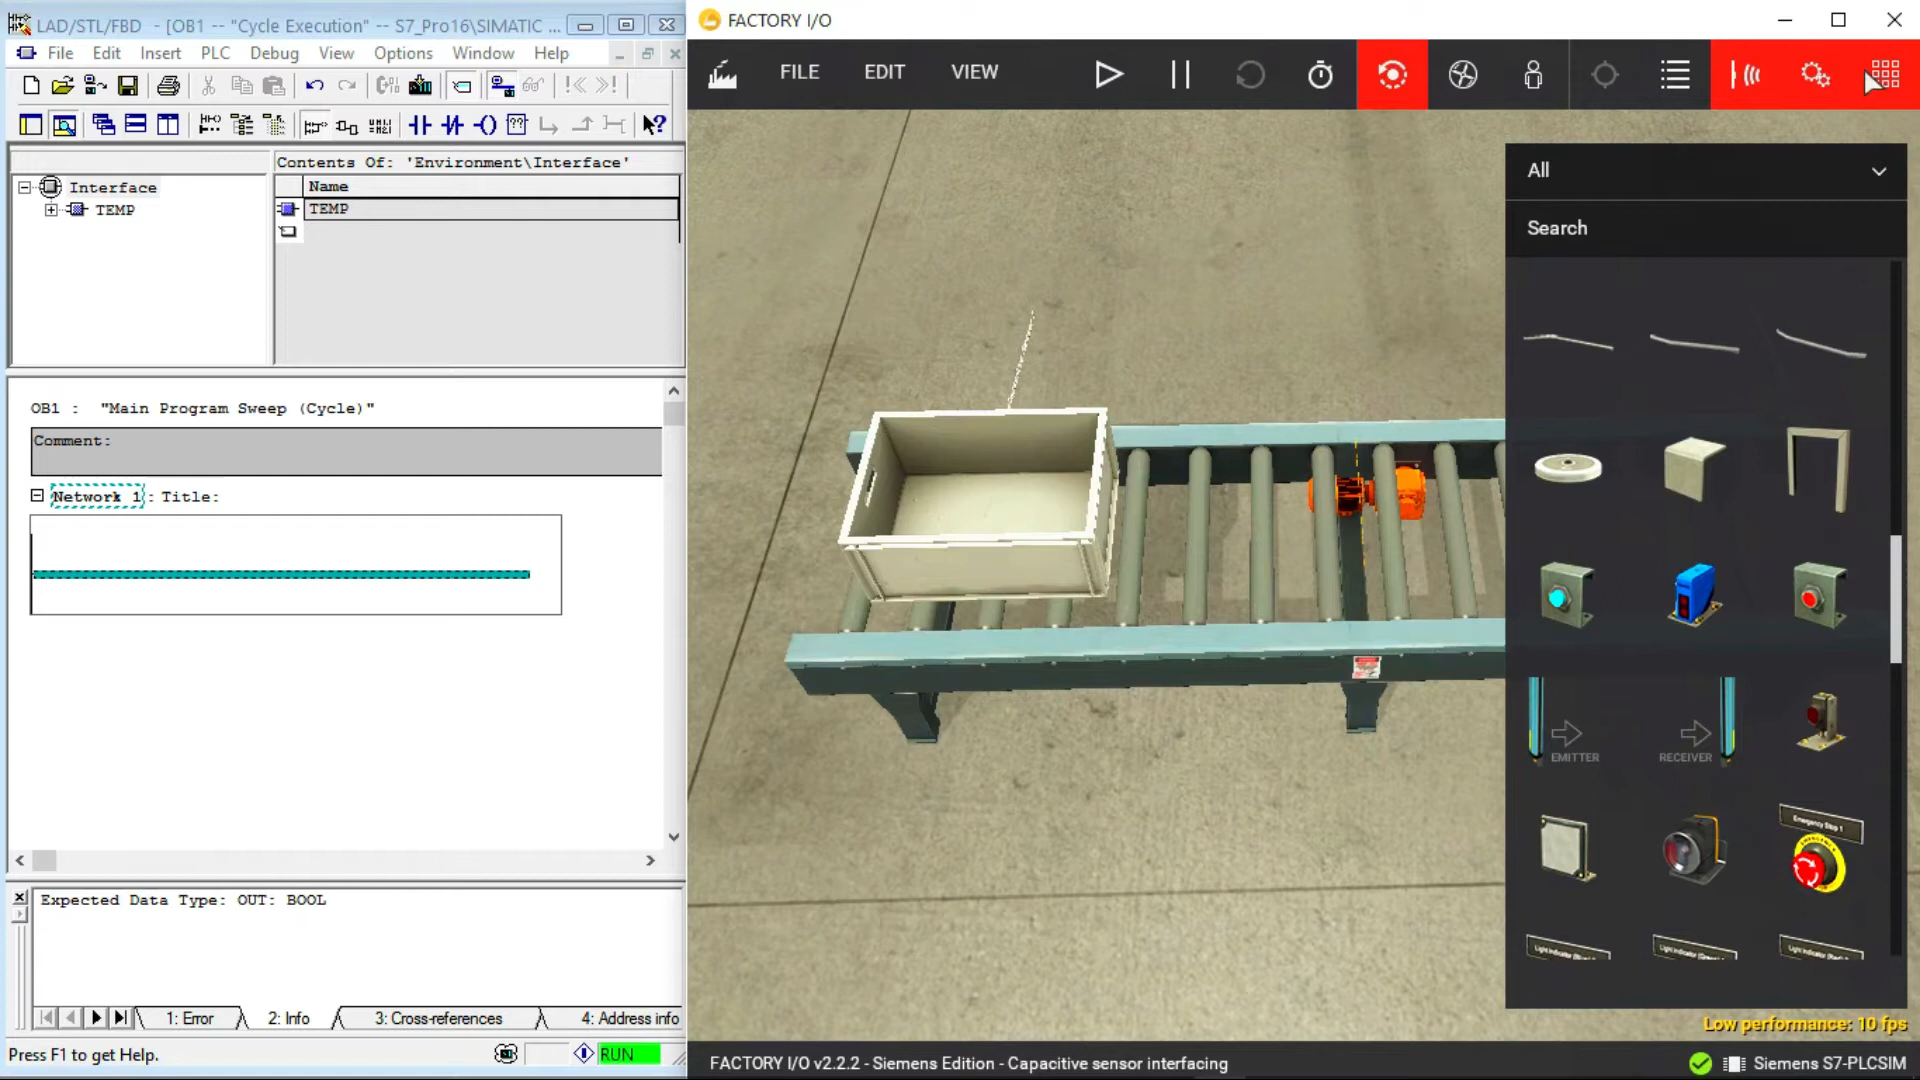 LAD/STL/FBD - [OB1 -- "Cycle Execution" -- S7_Pro16\SIMATIC ...
File Edit Insert PLC Debug View Options Window Help
Contents Of: 'Environment\Interface'
Interface
TEMP
Name
TEMP
OB1 : "Main Program Sweep (Cycle)"
Comment:
Network 1: Title:
Expected Data Type: OUT: BOOL
1: Error 2: Info 3: Cross-references 4: Address info
Press F1 to get Help.
RUN
FACTORY I/O
FILE EDIT VIEW
All
Search
EMITTER RECEIVER
Emergency Stop 1
Low performance: 10 fps
FACTORY I/O v2.2.2 - Siemens Edition - Capacitive sensor interfacing
Siemens S7-PLCSIM